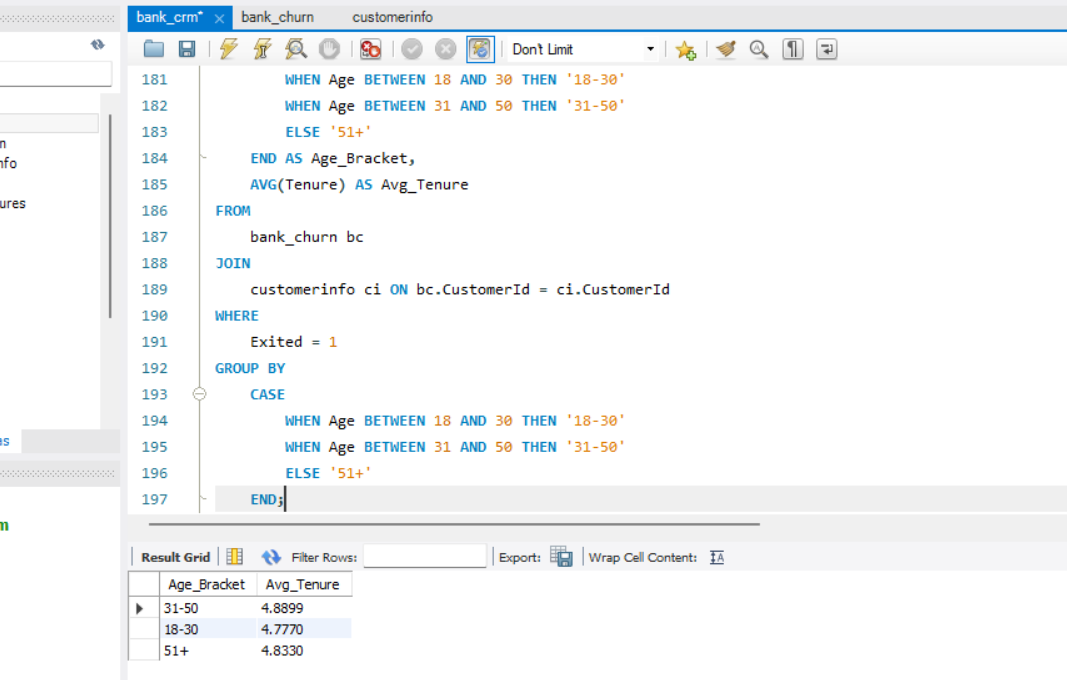 bank_crm* × bank_churn customerinfo
Don't Limit
181 WHEN Age BETWEEN 18 AND 30 THEN '18-30'
182 WHEN Age BETWEEN 31 AND 50 THEN '31-50'
183 ELSE '51+'
184 END AS Age_Bracket,
185 AVG(Tenure) AS Avg_Tenure
186 FROM
187 bank_churn bc
188 JOIN
189 customerinfo ci ON bc.CustomerId = ci.CustomerId
190 WHERE
191 Exited = 1
192 GROUP BY
193 CASE
194 WHEN Age BETWEEN 18 AND 30 THEN '18-30'
195 WHEN Age BETWEEN 31 AND 50 THEN '31-50'
196 ELSE '51+'
197 END;
n
nfo
ures
as
m
Result Grid Filter Rows: Export: Wrap Cell Content:
Age_Bracket Avg_Tenure
31-50 4.8899
18-30 4.7770
51+ 4.8330